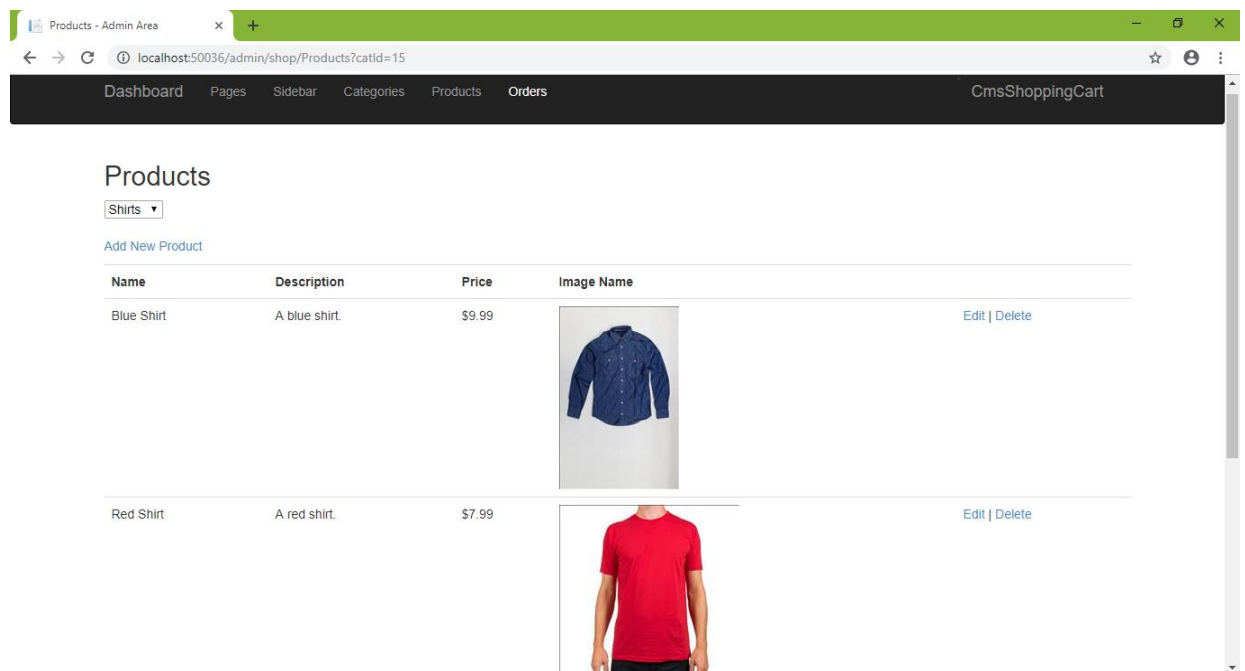 Products - Admin Area
localhost:50036/admin/shop/Products?catId=15
Dashboard Pages Sidebar Categories Products Orders CmsShoppingCart
Products
Shirts
Add New Product
Name Description Price Image Name
Blue Shirt A blue shirt. $9.99 Edit | Delete
Red Shirt A red shirt. $7.99 Edit | Delete